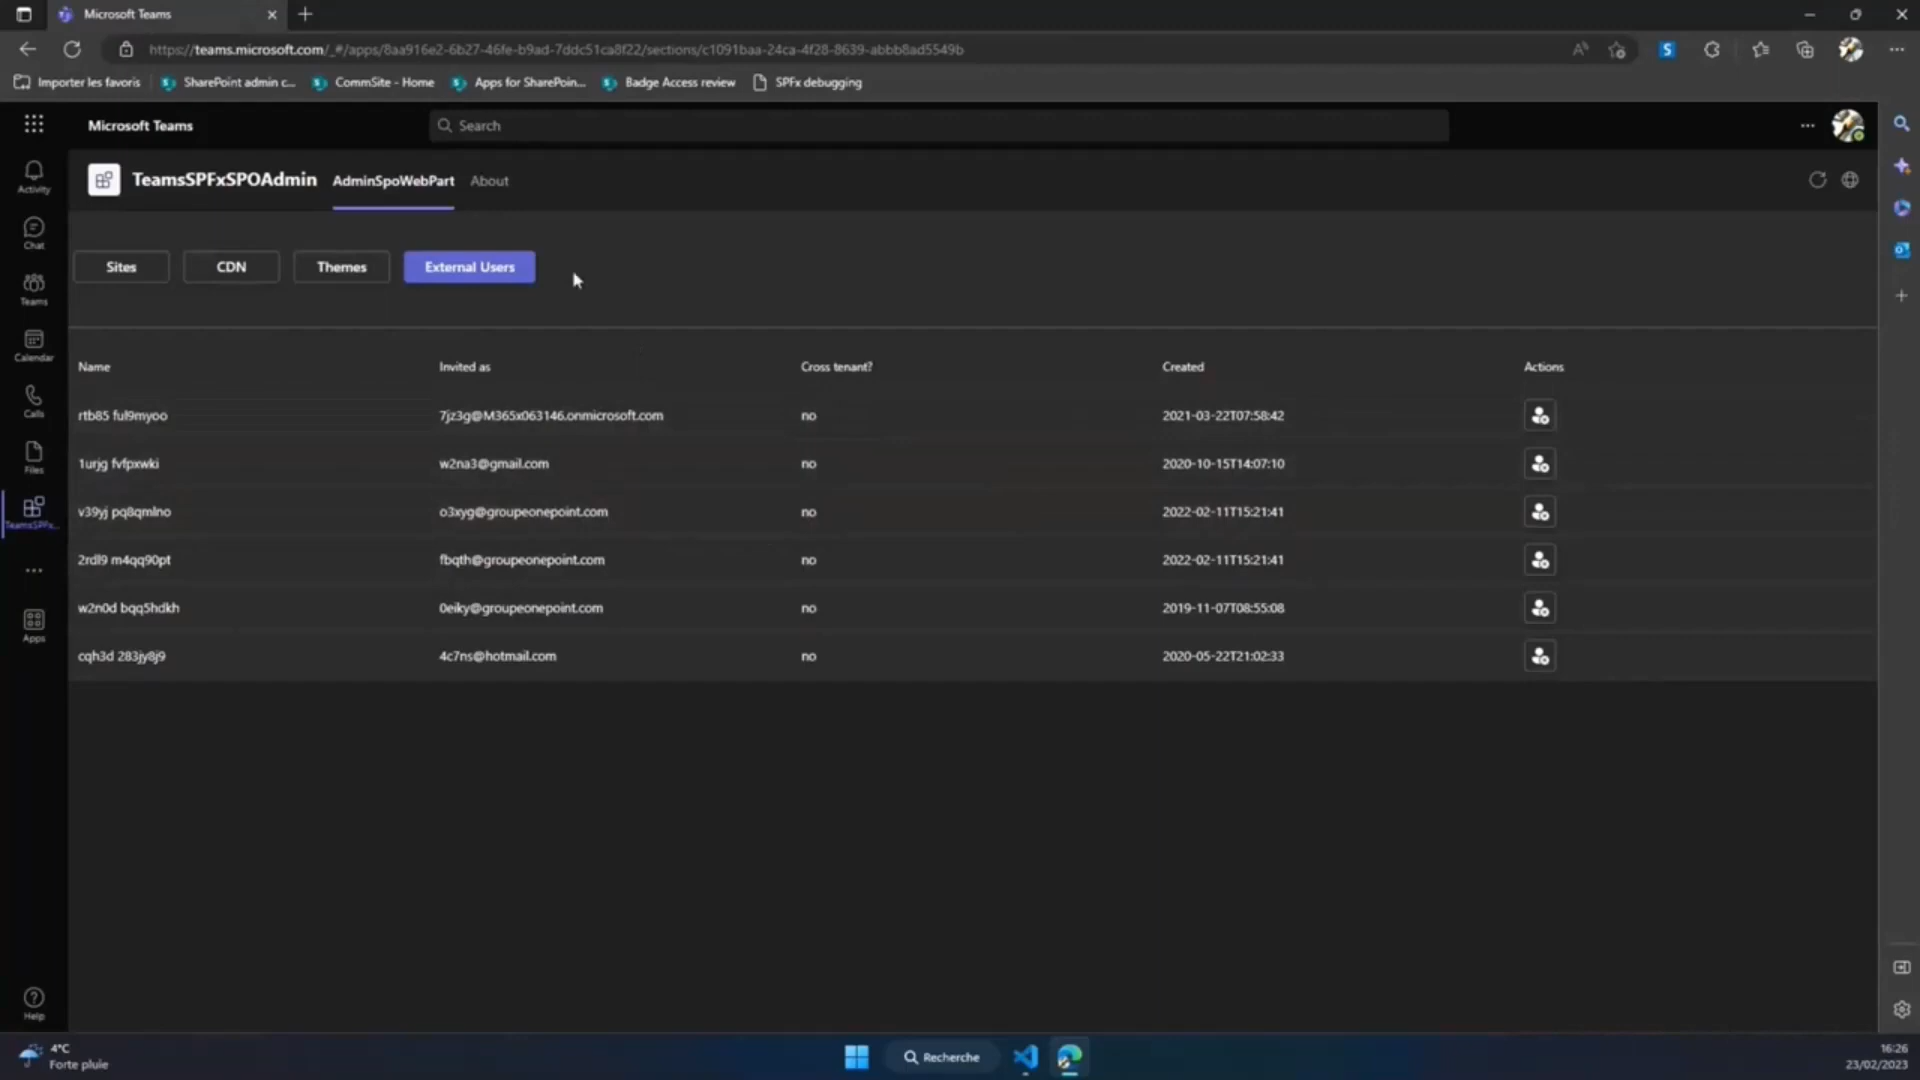 Microsoft Teams
https://teams.microsoft.com/_#/apps/8aa916e2-6b27-46fe-b9ad-7ddc51ca8f22/sections/c1091baa-24ca-4f28-8639-abbb8ad5549b
Importer les favoris SharePoint admin c... CommSite - Home Apps for SharePoin... Badge Access review SPFx debugging
Microsoft Teams Search
Activity
Chat
Teams
Calendar
Calls
Files
TeamsSPFx...
Apps
Help
TeamsSPFxSPOAdmin AdminSpoWebPart About
Sites CDN Themes External Users
Name Invited as Cross tenant? Created Actions
rtb85 ful9myoo 7jz3g@M365x063146.onmicrosoft.com no 2021-03-22T07:58:42
1urjg fvfpxwki w2na3@gmail.com no 2020-10-15T14:07:10
v39yj pq8qmlno o3xyg@groupeonepoint.com no 2022-02-11T15:21:41
2rdl9 m4qq90pt fbqth@groupeonepoint.com no 2022-02-11T15:21:41
w2n0d bqq5hdkh 0eiky@groupeonepoint.com no 2019-11-07T08:55:08
cqh3d 283jy8j9 4c7ns@hotmail.com no 2020-05-22T21:02:33
4°C
Forte pluie
Recherche
16:26
23/02/2023